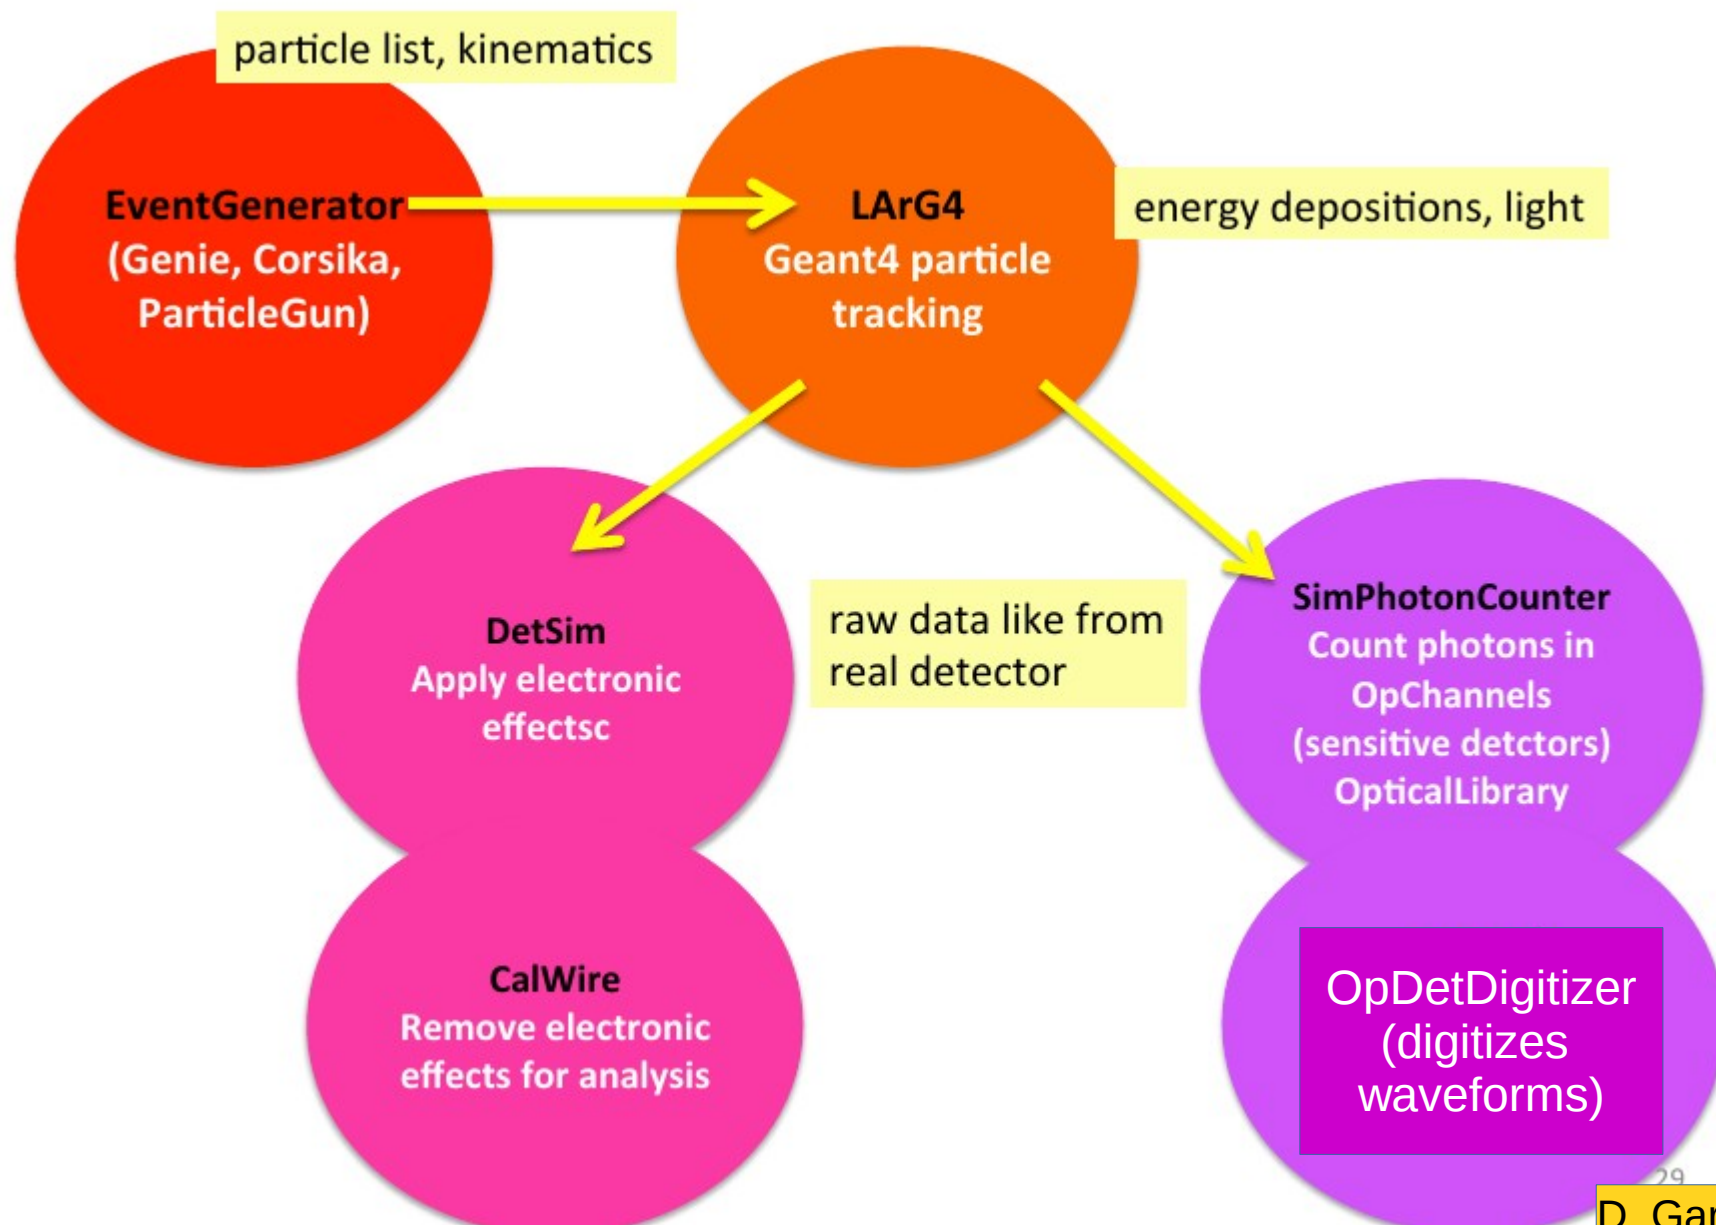 particle list, kinematics
EventGenerator
(Genie, Corsika,
ParticleGun)
LArG4
Geant4 particle
tracking
energy depositions, light
DetSim
Apply electronic
effectsc
raw data like from
real detector
SimPhotonCounter
Count photons in
OpChannels
(sensitive detctors)
OpticalLibrary
CalWire
Remove electronic
effects for analysis
OpDetDigitizer
(digitizes
waveforms)
29
D. Gar